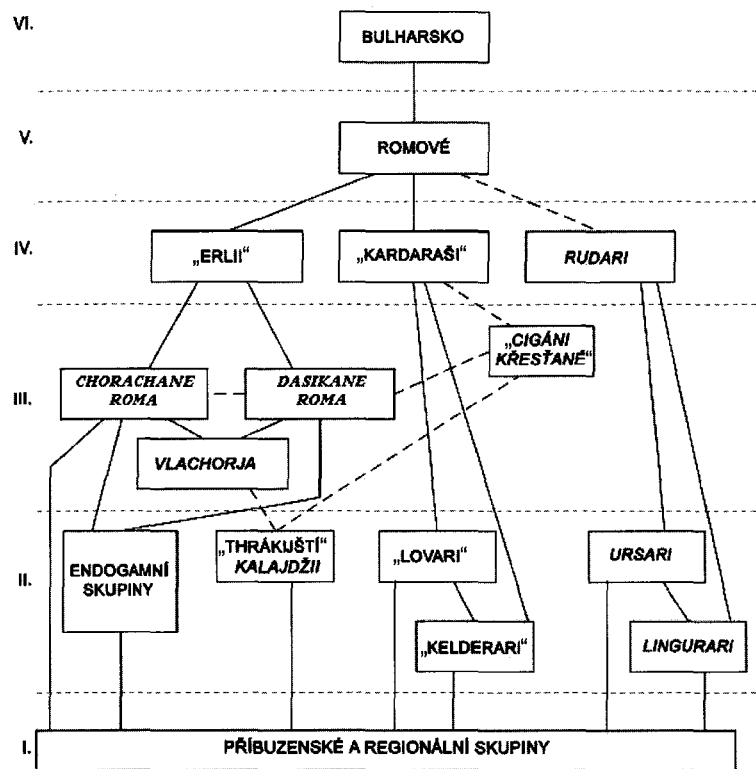 VI.
BULHARSKO
V.
ROMOVÉ
IV.
„ERLII“
„KARDARAŠI“
RUDARI
„CIGÁNI
KŘESŤANÉ“
III.
CHORACHANE
ROMA
DASIKANE
ROMA
VLACHORJA
II.
ENDOGAMNÍ
SKUPINY
„THRÁKIJŠTÍ“
KALAJDŽII
„LOVARI“
URSARI
„KELDERARI“
LINGURARI
I.
PŘÍBUZENSKÉ A REGIONÁLNÍ SKUPINY